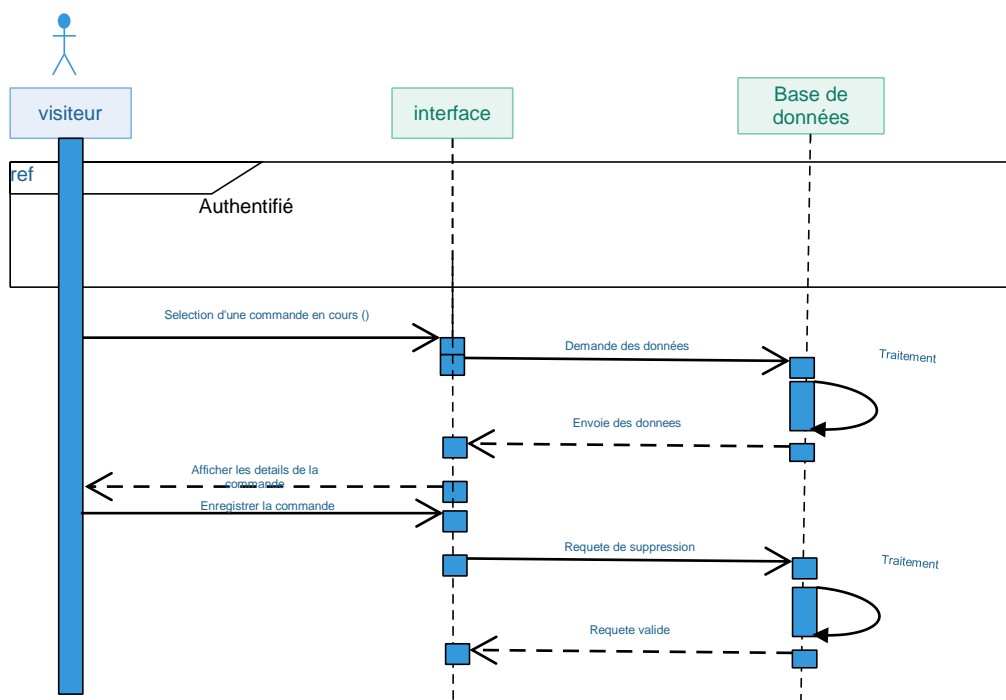 visiteur
interface
Base de
données
ref
Authentifié
Selection d'une commande en cours ()
Demande des données
Traitement
Envoie des donnees
Afficher les details de la
commande
Enregistrer la commande
Requete de suppression
Traitement
Requete valide